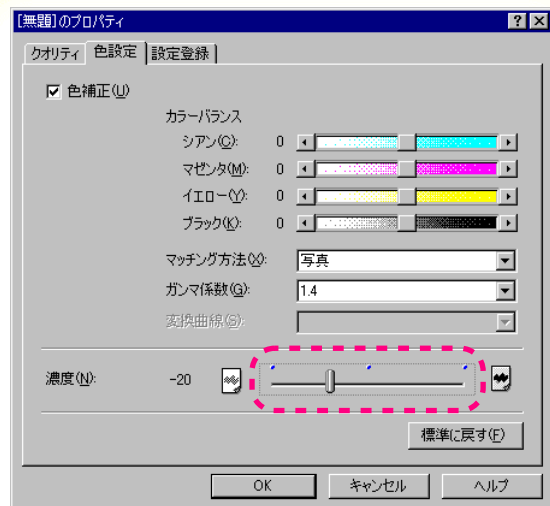 [無題]のプロパティ
クオリティ 色設定 設定登録
色補正(U)
カラーバランス
シアン(C): 0
マゼンタ(M): 0
イエロー(Y): 0
ブラック(K): 0
マッチング方法(X): 写真
ガンマ係数(G): 1.4
変換曲線(S):
濃度(N): -20
標準に戻す(F)
OK キャンセル ヘルプ